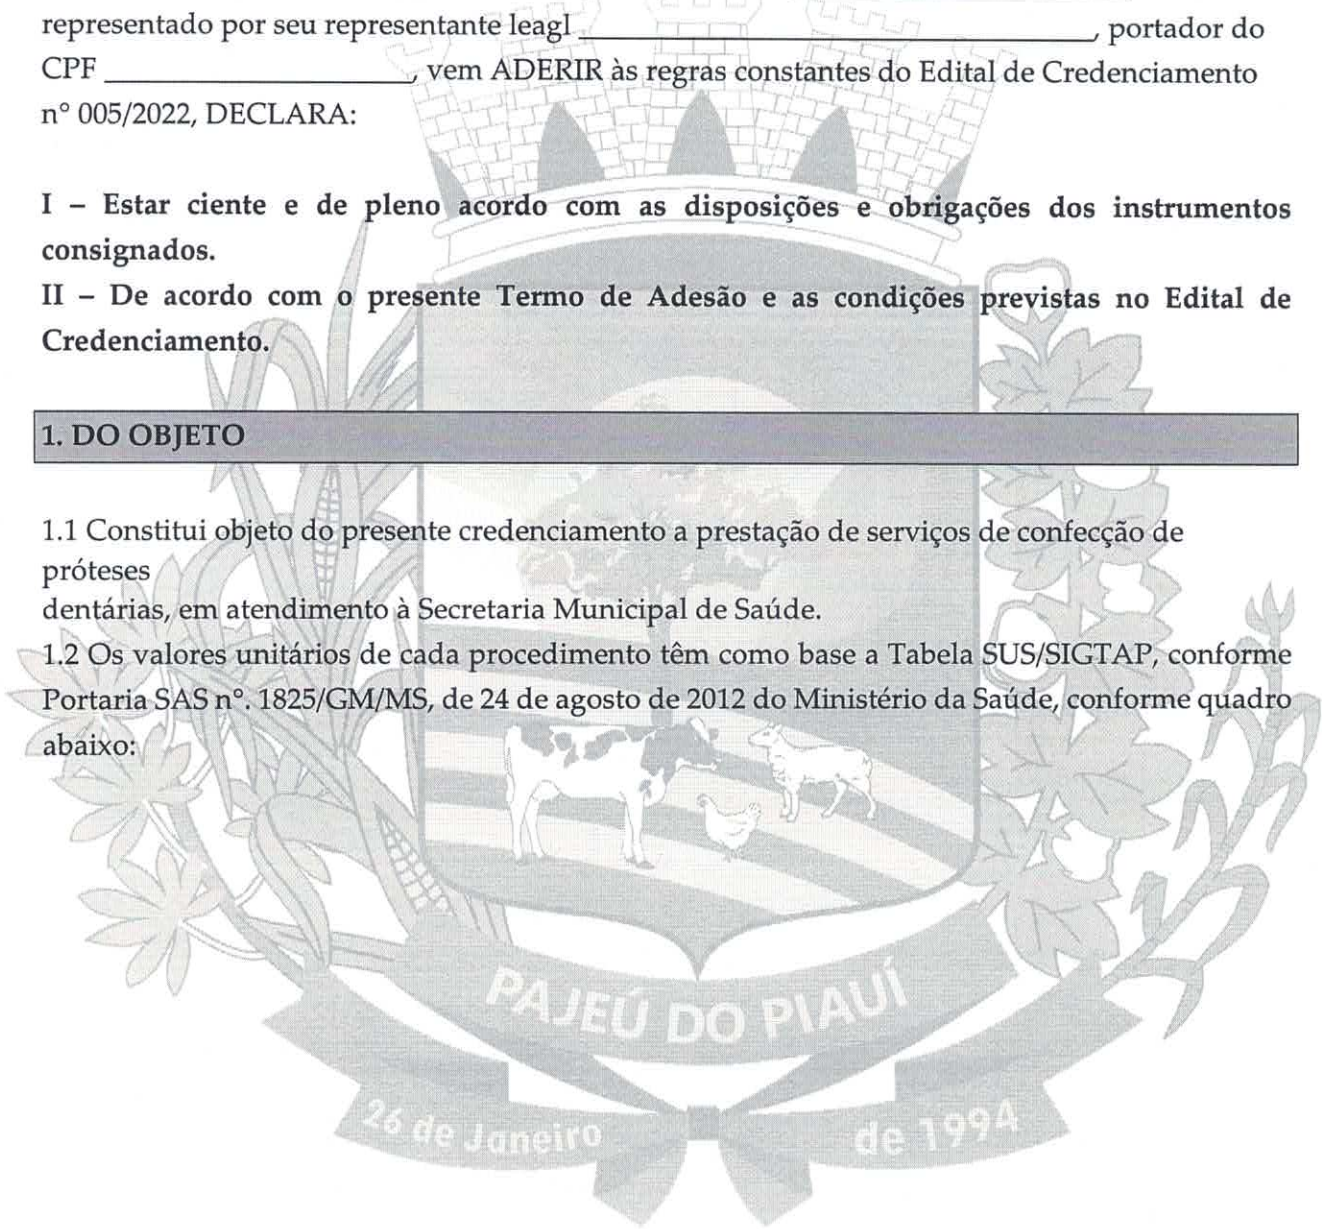 representado por seu representante leagl ________________________________, portador do
CPF ____________________, vem ADERIR às regras constantes do Edital de Credenciamento
nº 005/2022, DECLARA:
I – Estar ciente e de pleno acordo com as disposições e obrigações dos instrumentos
consignados.
II – De acordo com o presente Termo de Adesão e as condições previstas no Edital de
Credenciamento.
1. DO OBJETO
1.1 Constitui objeto do presente credenciamento a prestação de serviços de confecção de
próteses
dentárias, em atendimento à Secretaria Municipal de Saúde.
1.2 Os valores unitários de cada procedimento têm como base a Tabela SUS/SIGTAP, conforme
Portaria SAS nº. 1825/GM/MS, de 24 de agosto de 2012 do Ministério da Saúde, conforme quadro
abaixo:
PAJEÚ DO PIAUÍ
26 de Janeiro de 1994